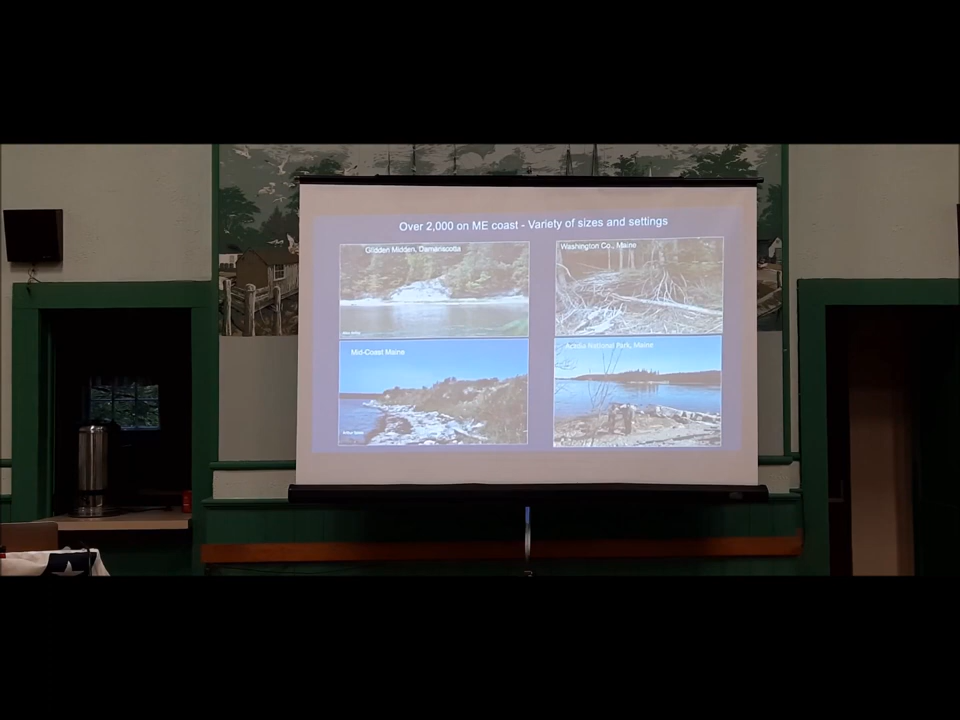 Over 2,000 on ME coast - Variety of sizes and settings
Glidden Midden, Damariscotta
Washington Co., Maine
Mid-Coast Maine
Acadia National Park, Maine